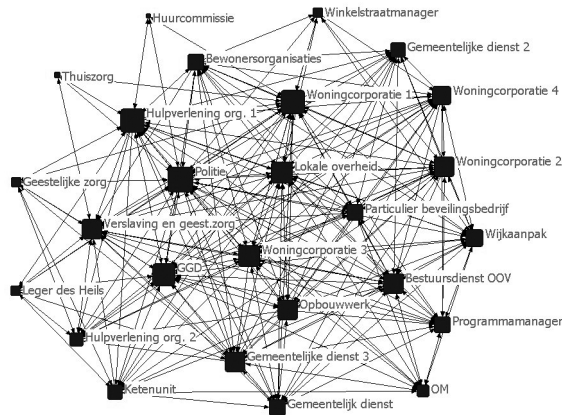 Huurcommissie
Winkelstraatmanager
Bewonersorganisaties
Gemeentelijke dienst 2
Thuiszorg
Woningcorporatie 1
Woningcorporatie 4
Hulpverlening org. 1
Politie
Lokale overheid
Woningcorporatie 2
Geestelijke zorg
Particulier beveilingsbedrijf
Verslaving en geest.zorg
Wijkaanpak
Woningcorporatie 3
GGD
Bestuursdienst OOV
Leger des Heils
Opbouwwerk
Programmamanager
Hulpverlening org. 2
Gemeentelijke dienst 3
Ketenunit
OM
Gemeentelijk dienst